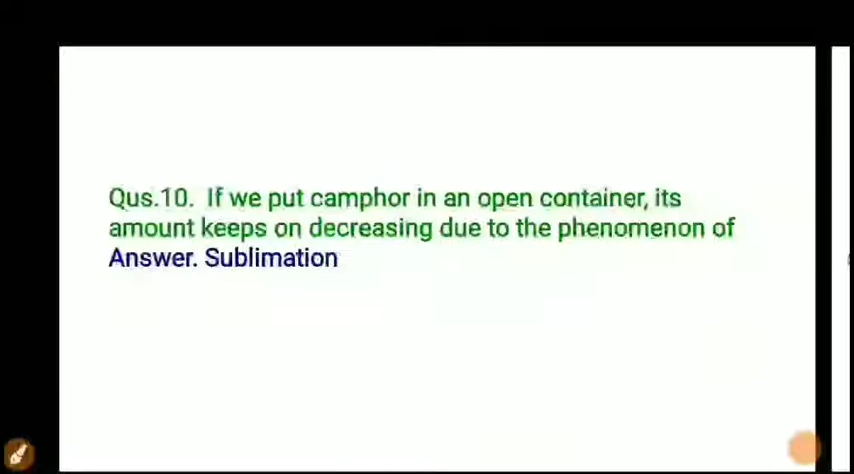 Qus.10. If we put camphor in an open container, its
amount keeps on decreasing due to the phenomenon of
Answer. Sublimation